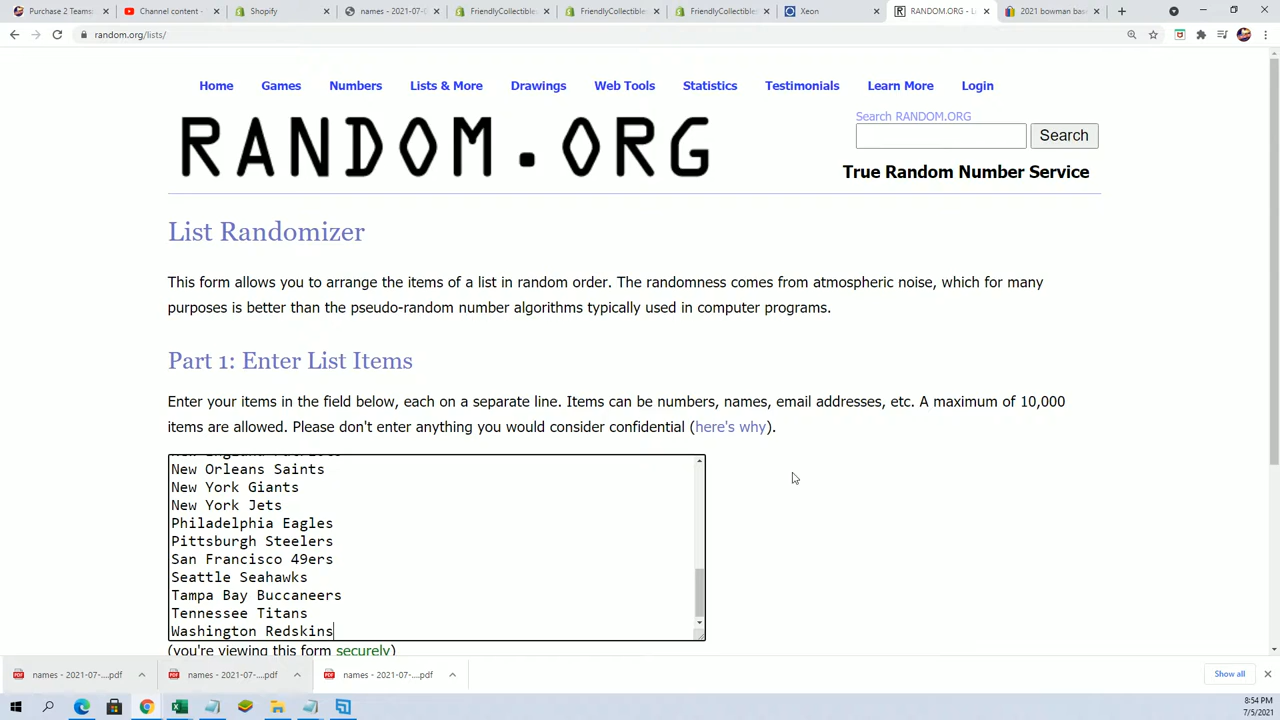 Purchase 2 Teams
Channel content -
Shopify
names - 2021-07-0
FriendlyCollectible
FriendlyCollectible
FriendlyCollectible
Xeon
RANDOM.ORG - L
2021 bowman bas
random.org/lists/
Home Games Numbers Lists & More Drawings Web Tools Statistics Testimonials Learn More Login
Search RANDOM.ORG
RANDOM.ORG
Search
True Random Number Service
List Randomizer
This form allows you to arrange the items of a list in random order. The randomness comes from atmospheric noise, which for many
purposes is better than the pseudo-random number algorithms typically used in computer programs.
Part 1: Enter List Items
Enter your items in the field below, each on a separate line. Items can be numbers, names, email addresses, etc. A maximum of 10,000
items are allowed. Please don't enter anything you would consider confidential (here's why).
New Orleans Saints
New York Giants
New York Jets
Philadelphia Eagles
Pittsburgh Steelers
San Francisco 49ers
Seattle Seahawks
Tampa Bay Buccaneers
Tennessee Titans
Washington Redskins
(you're viewing this form securely)
names - 2021-07-....pdf
names - 2021-07-....pdf
names - 2021-07-....pdf
Show all
8:54 PM
7/5/2021